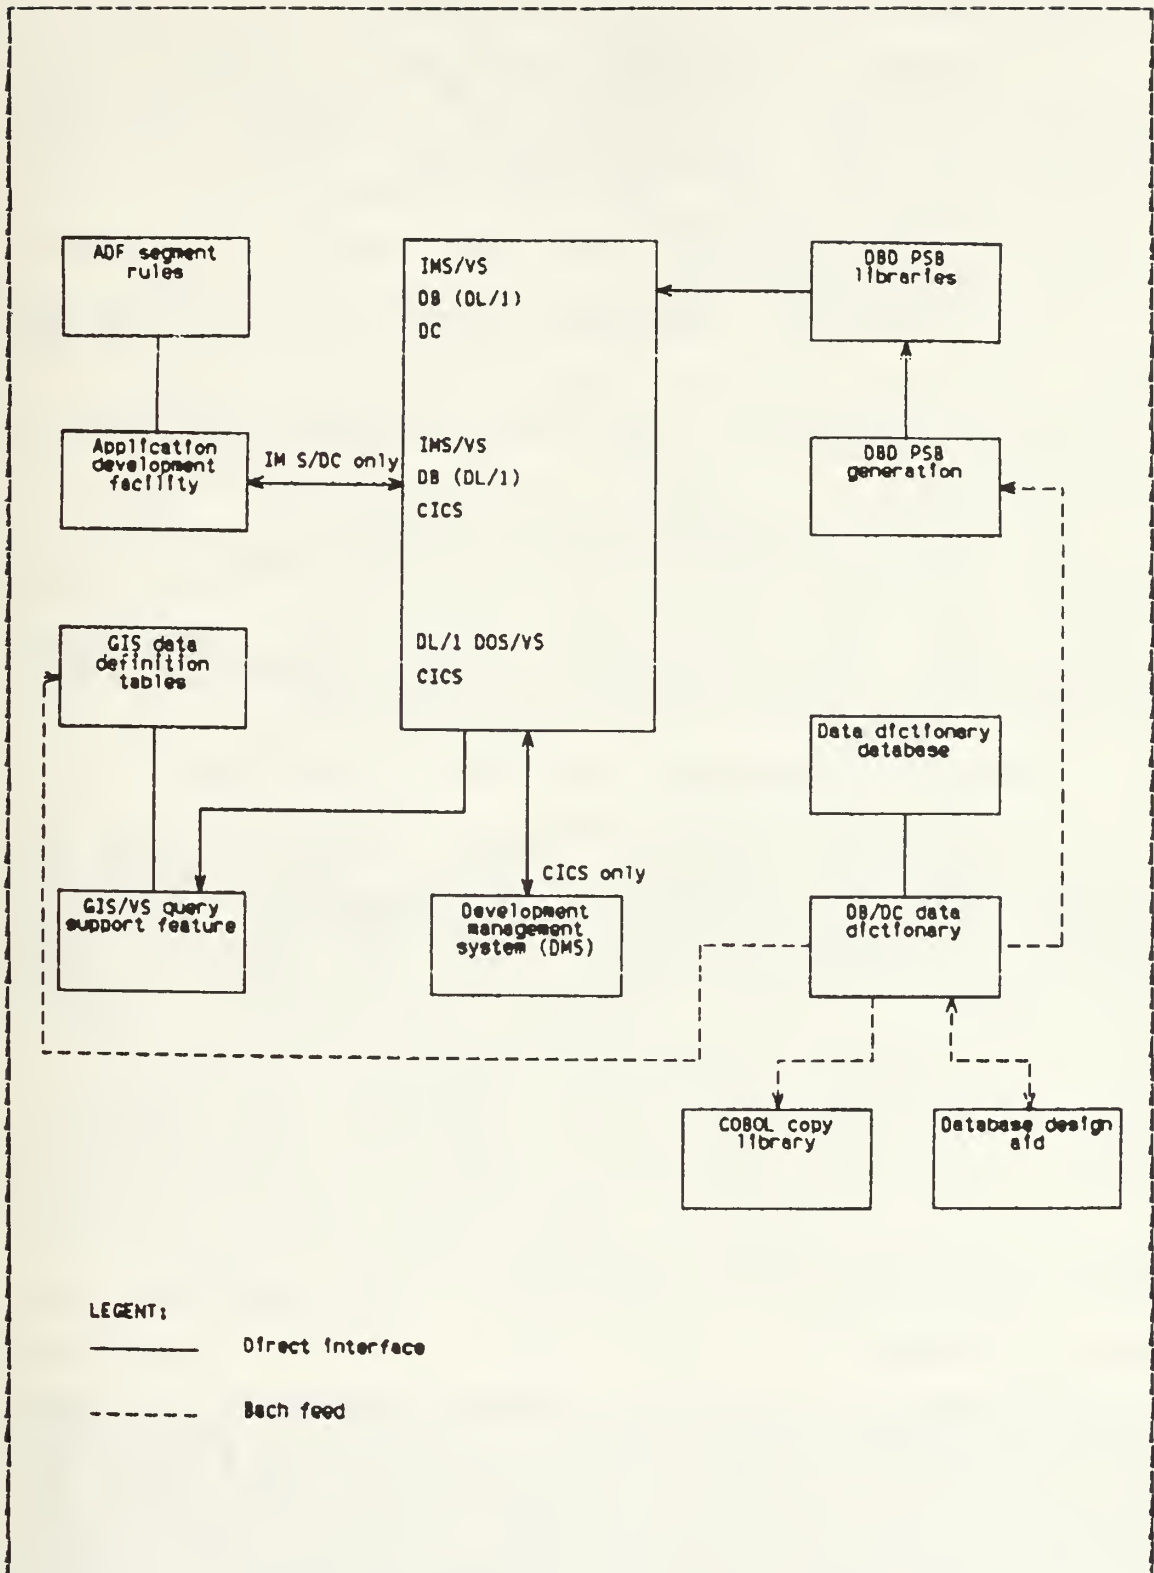 ADF segment
rules
IMS/VS
DB (DL/1)
DC
DBD PSB
libraries
Application
development
facility
IM S/DC only
IMS/VS
DB (DL/1)
CICS
DBD PSB
generation
GIS data
definition
tables
DL/1 DOS/VS
CICS
Data dictionary
database
CICS only
GIS/VS query
support feature
Development
management
system (DMS)
DB/DC data
dictionary
COBOL copy
library
Database design
aid
LEGENT:
Direct interface
Bach feed